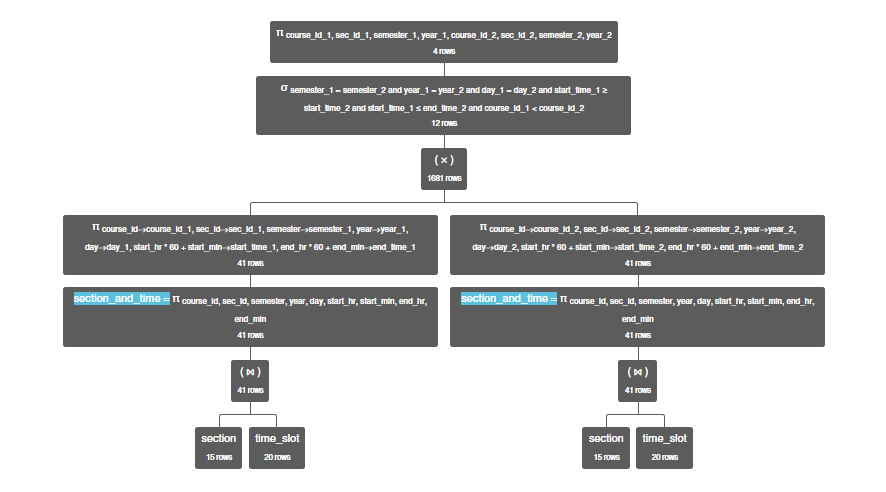 π course_id_1, sec_id_1, semester_1, year_1, course_id_2, sec_id_2, semester_2, year_2
4 rows
σ semester_1 = semester_2 and year_1 = year_2 and day_1 = day_2 and start_time_1 ≥
start_time_2 and start_time_1 ≤ end_time_2 and course_id_1 < course_id_2
12 rows
( × )
1681 rows
π course_id→course_id_1, sec_id→sec_id_1, semester→semester_1, year→year_1,
day→day_1, start_hr * 60 + start_min→start_time_1, end_hr * 60 + end_min→end_time_1
41 rows
π course_id→course_id_2, sec_id→sec_id_2, semester→semester_2, year→year_2,
day→day_2, start_hr * 60 + start_min→start_time_2, end_hr * 60 + end_min→end_time_2
41 rows
section_and_time = π course_id, sec_id, semester, year, day, start_hr, start_min, end_hr,
end_min
41 rows
section_and_time = π course_id, sec_id, semester, year, day, start_hr, start_min, end_hr,
end_min
41 rows
( ⋈ )
41 rows
( ⋈ )
41 rows
section
15 rows
time_slot
20 rows
section
15 rows
time_slot
20 rows